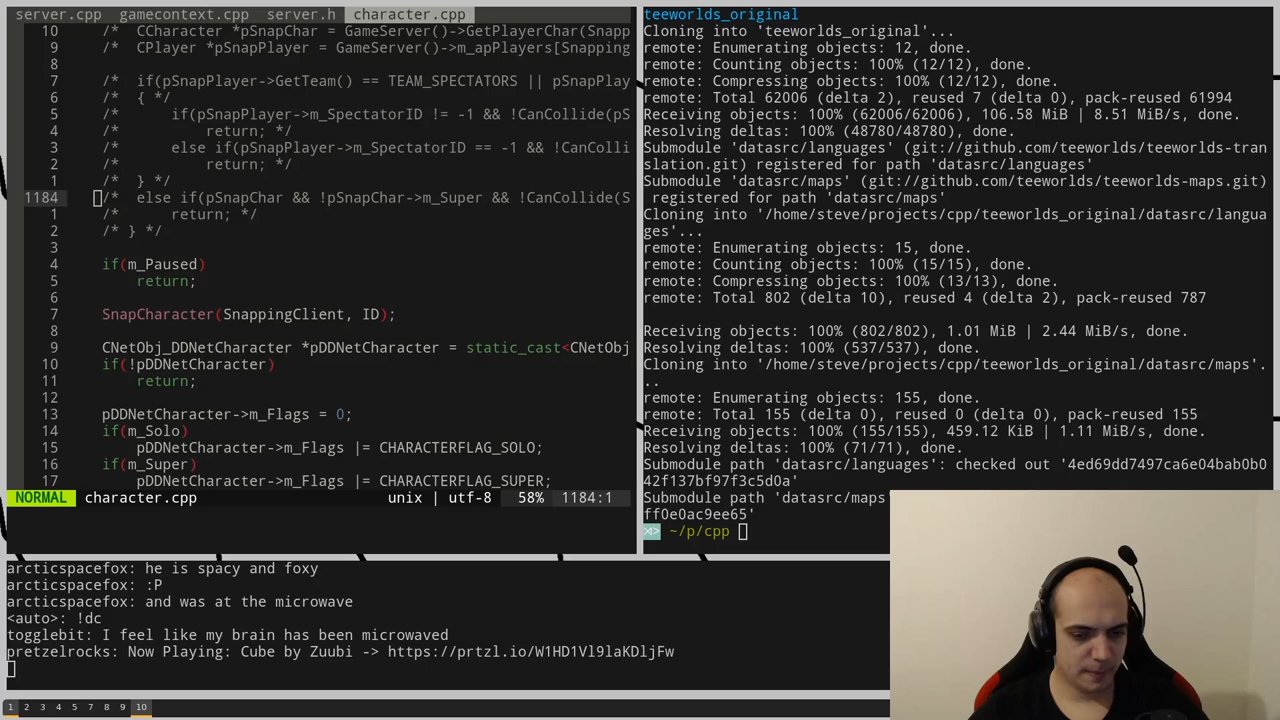 server.cpp gamecontext.cpp server.h character.cpp
10 /* CCharacter *pSnapChar = GameServer()->GetPlayerChar(Snapp
9 /* CPlayer *pSnapPlayer = GameServer()->m_apPlayers[Snapping
8
7 /* if(pSnapPlayer->GetTeam() == TEAM_SPECTATORS || pSnapPlay
6 /* { */
5 /* if(pSnapPlayer->m_SpectatorID != -1 && !CanCollide(pS
4 /* return; */
3 /* else if(pSnapPlayer->m_SpectatorID == -1 && !CanColli
2 /* return; */
1 /* } */
1184 /* else if(pSnapChar && !pSnapChar->m_Super && !CanCollide(S
1 /* return; */
2 /* } */
3
4 if(m_Paused)
5 return;
6
7 SnapCharacter(SnappingClient, ID);
8
9 CNetObj_DDNetCharacter *pDDNetCharacter = static_cast<CNetObj
10 if(!pDDNetCharacter)
11 return;
12
13 pDDNetCharacter->m_Flags = 0;
14 if(m_Solo)
15 pDDNetCharacter->m_Flags |= CHARACTERFLAG_SOLO;
16 if(m_Super)
17 pDDNetCharacter->m_Flags |= CHARACTERFLAG_SUPER;
NORMAL character.cpp unix | utf-8 58% 1184:1
teeworlds_original
Cloning into 'teeworlds_original'...
remote: Enumerating objects: 12, done.
remote: Counting objects: 100% (12/12), done.
remote: Compressing objects: 100% (12/12), done.
remote: Total 62006 (delta 2), reused 7 (delta 0), pack-reused 61994
Receiving objects: 100% (62006/62006), 106.58 MiB | 8.51 MiB/s, done.
Resolving deltas: 100% (48780/48780), done.
Submodule 'datasrc/languages' (git://github.com/teeworlds/teeworlds-tran
slation.git) registered for path 'datasrc/languages'
Submodule 'datasrc/maps' (git://github.com/teeworlds/teeworlds-maps.git)
registered for path 'datasrc/maps'
Cloning into '/home/steve/projects/cpp/teeworlds_original/datasrc/langua
ges'...
remote: Enumerating objects: 15, done.
remote: Counting objects: 100% (15/15), done.
remote: Compressing objects: 100% (13/13), done.
remote: Total 802 (delta 10), reused 4 (delta 2), pack-reused 787
Receiving objects: 100% (802/802), 1.01 MiB | 2.44 MiB/s, done.
Resolving deltas: 100% (537/537), done.
Cloning into '/home/steve/projects/cpp/teeworlds_original/datasrc/maps'.
..
remote: Enumerating objects: 155, done.
remote: Total 155 (delta 0), reused 0 (delta 0), pack-reused 155
Receiving objects: 100% (155/155), 459.12 KiB | 1.11 MiB/s, done.
Resolving deltas: 100% (71/71), done.
Submodule path 'datasrc/languages': checked out '4ed69dd7497ca6e04bab0b0
42f137bf97f3c5d0a'
Submodule path 'datasrc/maps'
ff0e0ac9ee65'
~/p/cpp
arcticspacefox: he is spacy and foxy
arcticspacefox: :P
arcticspacefox: and was at the microwave
<auto>: !dc
togglebit: I feel like my brain has been microwaved
pretzelrocks: Now Playing: Cube by Zuubi -> https://prtzl.io/W1HD1Vl9laKDljFw
1 2 3 4 5 6 7 8 9 10